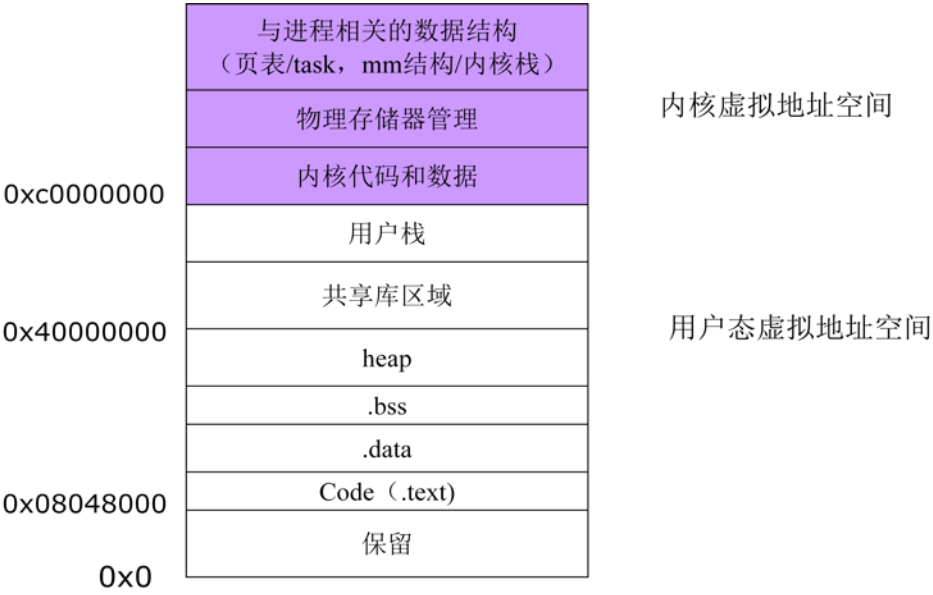 与进程相关的数据结构
（页表/task，mm结构/内核栈）
内核虚拟地址空间
物理存储器管理
内核代码和数据
0xc0000000
用户栈
共享库区域
0x40000000
用户态虚拟地址空间
heap
.bss
.data
Code（.text)
0x08048000
保留
0x0